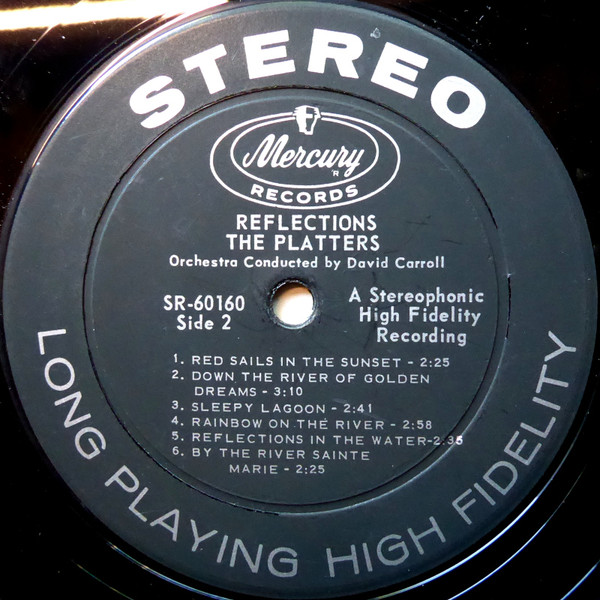 STEREO
Mercury
R
RECORDS
REFLECTIONS
THE PLATTERS
Orchestra Conducted by David Carroll
SR-60160
Side 2
A Stereophonic
High Fidelity
Recording
1. RED SAILS IN THE SUNSET - 2:25
2. DOWN THE RIVER OF GOLDEN
DREAMS - 3:10
3. SLEEPY LAGOON - 2:41
4. RAINBOW ON THE RIVER - 2:58
5. REFLECTIONS IN THE WATER-2:35
6. BY THE RIVER SAINTE
MARIE - 2:25
LONG PLAYING HIGH FIDELITY